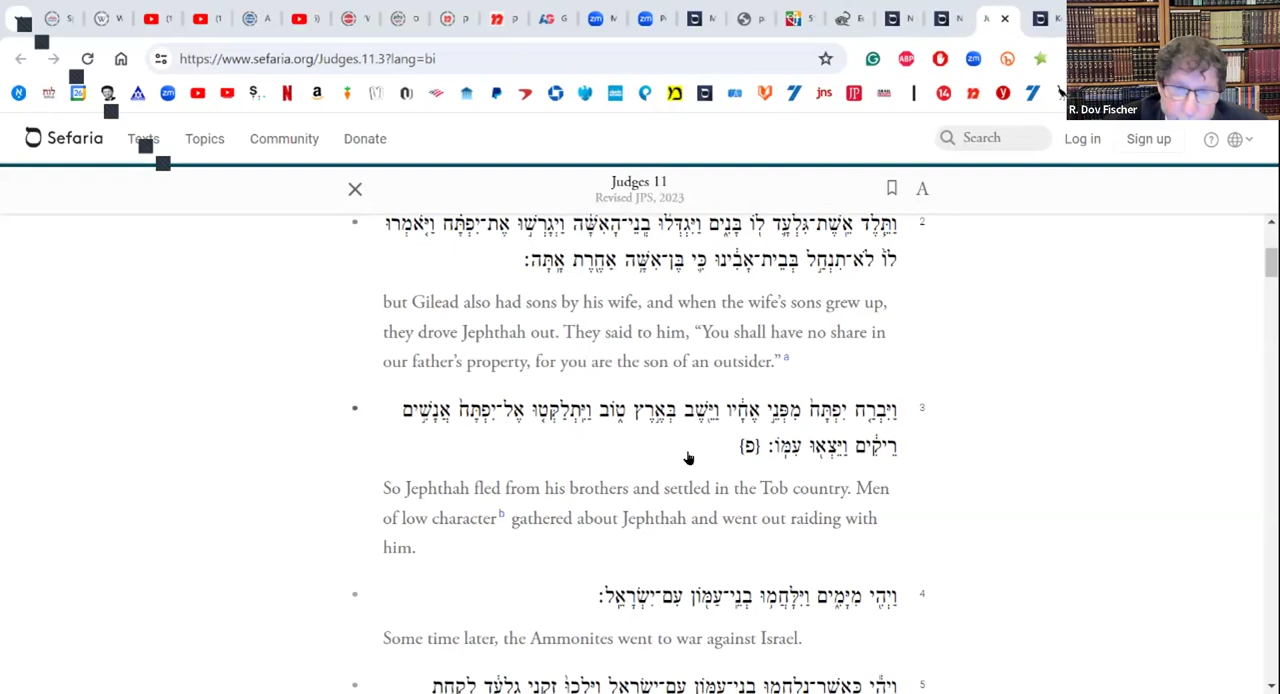 https://www.sefaria.org/Judges.11.3?lang=bi
R. Dov Fischer
Sefaria Texts Topics Community Donate Search Log in Sign up
Judges 11
Revised JPS, 2023
2
וַתֵּ֧לֶד אֵֽשֶׁת־גִּלְעָ֛ד ל֖וֹ בָּנִ֑ים וַיִּגְדְּל֨וּ בְֽנֵי־הָאִשָּׁ֜ה וַיְגָרְשׁ֣וּ אֶת־יִפְתָּ֗ח וַיֹּ֤אמְרוּ
לוֹ֙ לֹא־תִנְחַ֣ל בְּבֵית־אָבִ֔ינוּ כִּ֛י בֶּן־אִשָּׁ֥ה אַחֶ֖רֶת אָֽתָּה׃
but Gilead also had sons by his wife, and when the wife’s sons grew up,
they drove Jephthah out. They said to him, “You shall have no share in
our father’s property, for you are the son of an outsider.” a
3
וַיִּבְרַ֤ח יִפְתָּח֙ מִפְּנֵ֣י אֶחָ֔יו וַיֵּ֖שֶׁב בְּאֶ֣רֶץ ט֑וֹב וַיִּֽתְלַקְּט֤וּ אֶל־יִפְתָּח֙ אֲנָשִׁ֣ים
רֵיקִ֔ים וַיֵּצְא֖וּ עִמּֽוֹ׃ {פ}
So Jephthah fled from his brothers and settled in the Tob country. Men
of low character b gathered about Jephthah and went out raiding with
him.
4
וַיְהִ֖י מִיָּמִ֑ים וַיִּלָּחֲמ֥וּ בְנֵֽי־עַמּ֖וֹן עִם־יִשְׂרָאֵֽל׃
Some time later, the Ammonites went to war against Israel.
5
וַיְהִ֕י כַּאֲשֶׁר־נִלְחֲמ֥וּ בְנֵי־עַמּ֖וֹן עִם־יִשְׂרָאֵ֑ל וַיֵּֽלְכוּ֙ זִקְנֵ֣י גִלְעָ֔ד לָקַ֥חַת